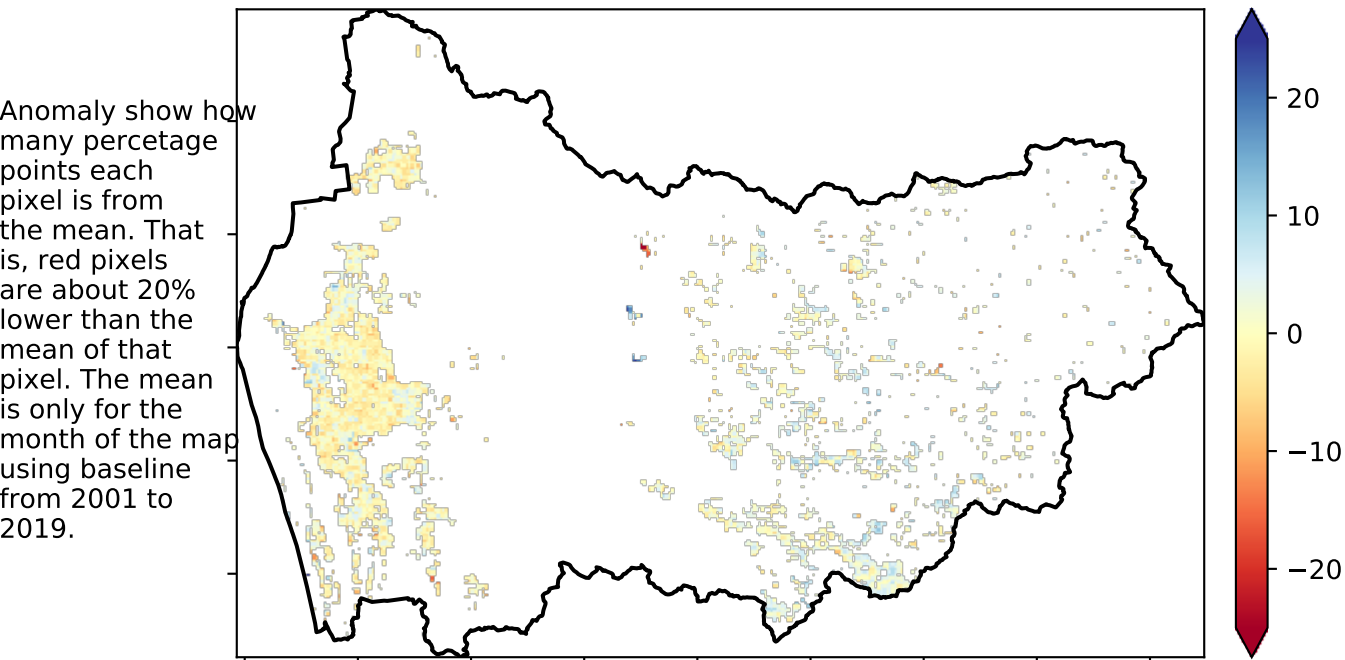 Anomaly show how
many percetage
points each
pixel is from
the mean. That
is, red pixels
are about 20%
lower than the
mean of that
pixel. The mean
is only for the
month of the map
using baseline
from 2001 to
2019.
20
10
0
−10
−20